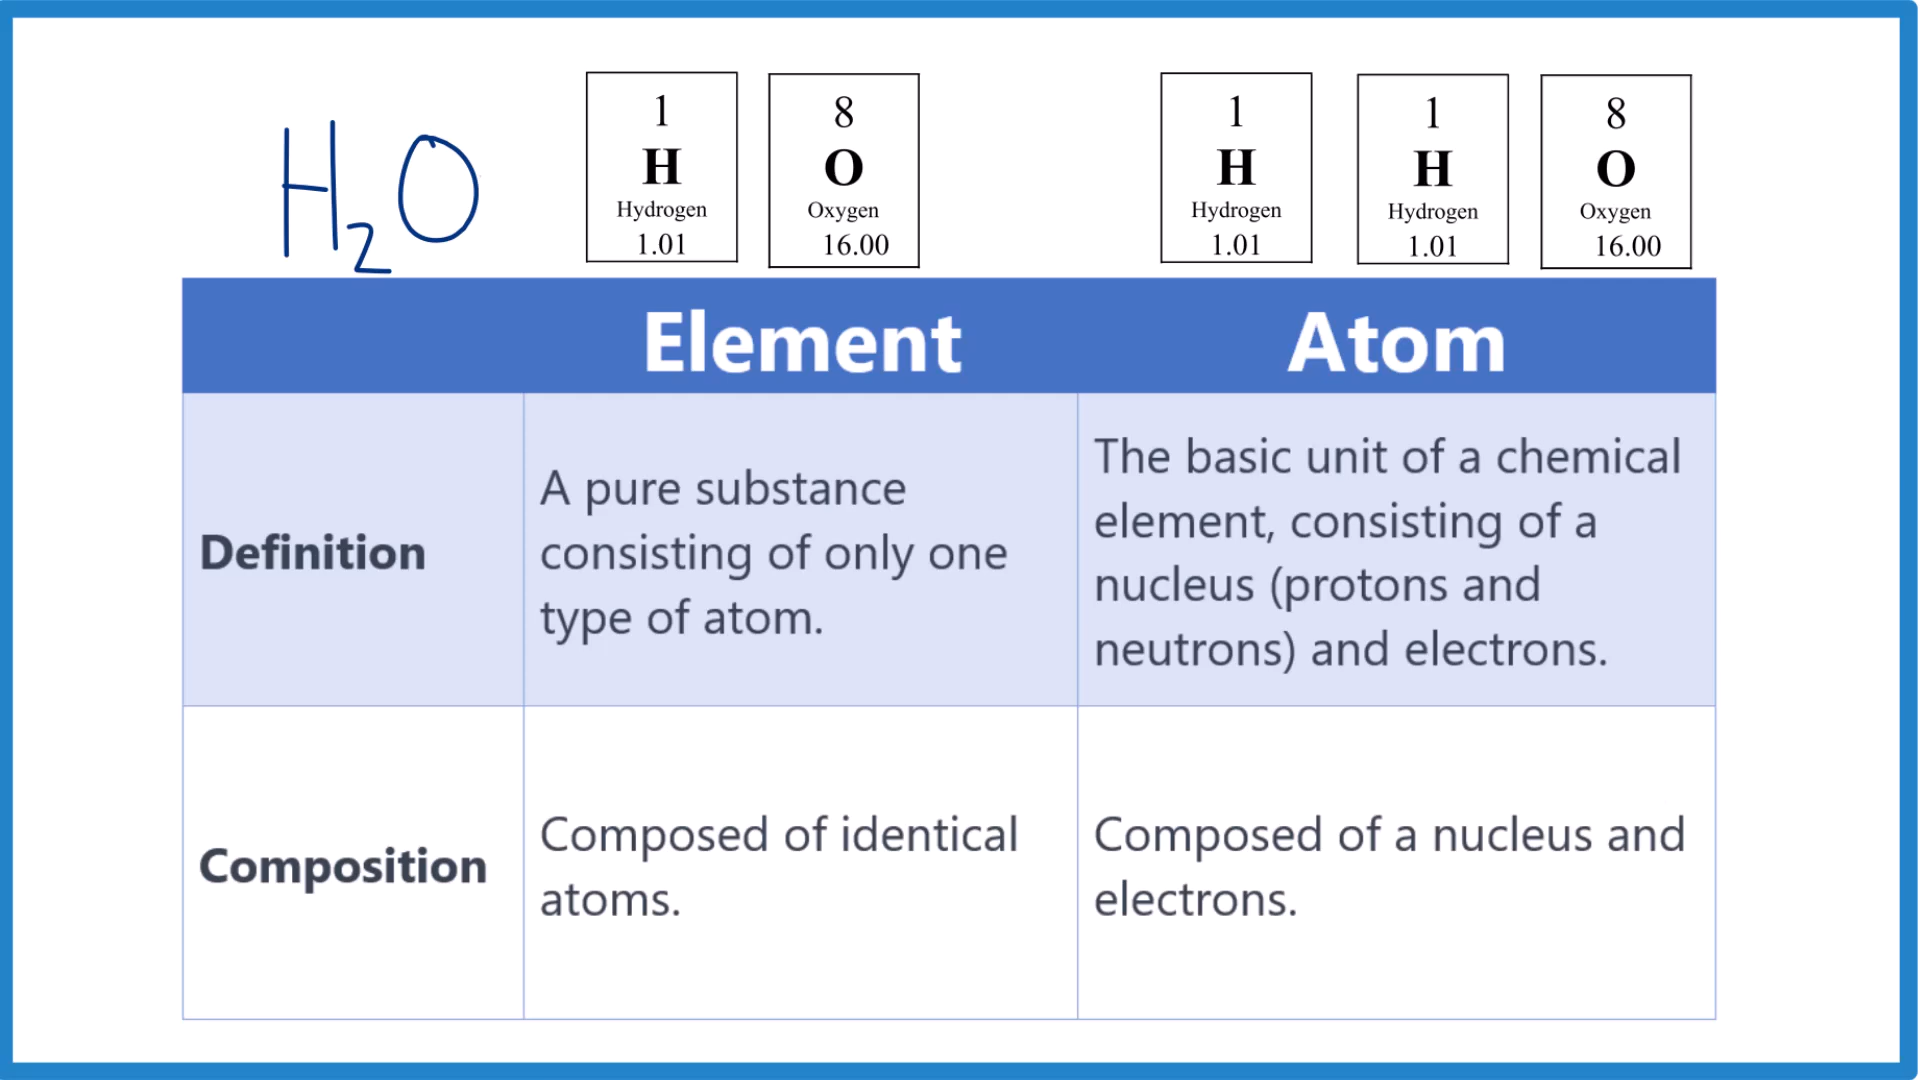 H₂O
1
H
Hydrogen
1.01
8
O
Oxygen
16.00
1
H
Hydrogen
1.01
1
H
Hydrogen
1.01
8
O
Oxygen
16.00
Element
Atom
Definition
A pure substance
consisting of only one
type of atom.
The basic unit of a chemical
element, consisting of a
nucleus (protons and
neutrons) and electrons.
Composition
Composed of identical
atoms.
Composed of a nucleus and
electrons.